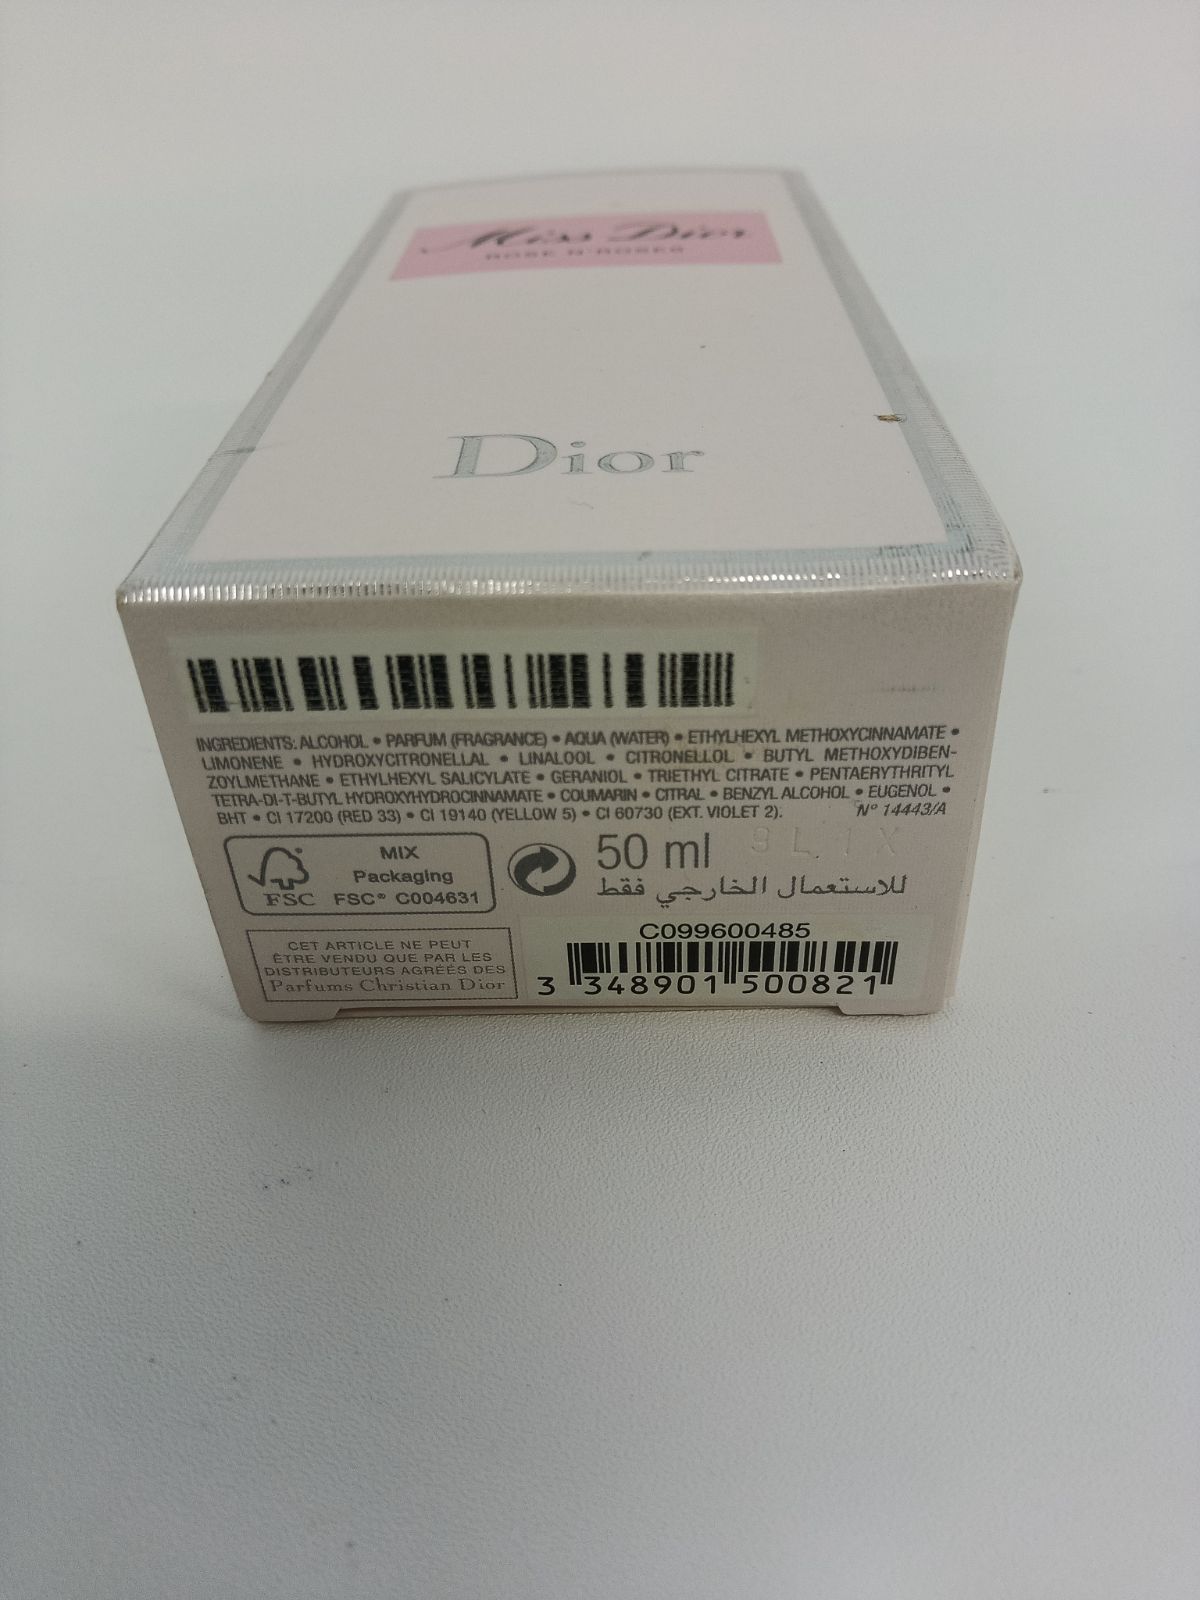 Miss Dior
ROSE N'ROSES
Dior
INGREDIENTS: ALCOHOL • PARFUM (FRAGRANCE) • AQUA (WATER) • ETHYLHEXYL METHOXYCINNAMATE •
LIMONENE • HYDROXYCITRONELLAL • LINALOOL • CITRONELLOL • BUTYL METHOXYDIBEN-
ZOYLMETHANE • ETHYLHEXYL SALICYLATE • GERANIOL • TRIETHYL CITRATE • PENTAERYTHRITYL
TETRA-DI-T-BUTYL HYDROXYHYDROCINNAMATE • COUMARIN • CITRAL • BENZYL ALCOHOL • EUGENOL •
BHT • CI 17200 (RED 33) • CI 19140 (YELLOW 5) • CI 60730 (EXT. VIOLET 2). N° 14443/A
MIX
Packaging
FSC FSC® C004631
50 ml
للاستعمال الخارجي فقط
CET ARTICLE NE PEUT
ÊTRE VENDU QUE PAR LES
DISTRIBUTEURS AGRÉÉS DES
Parfums Christian Dior
C099600485
3 348901 500821